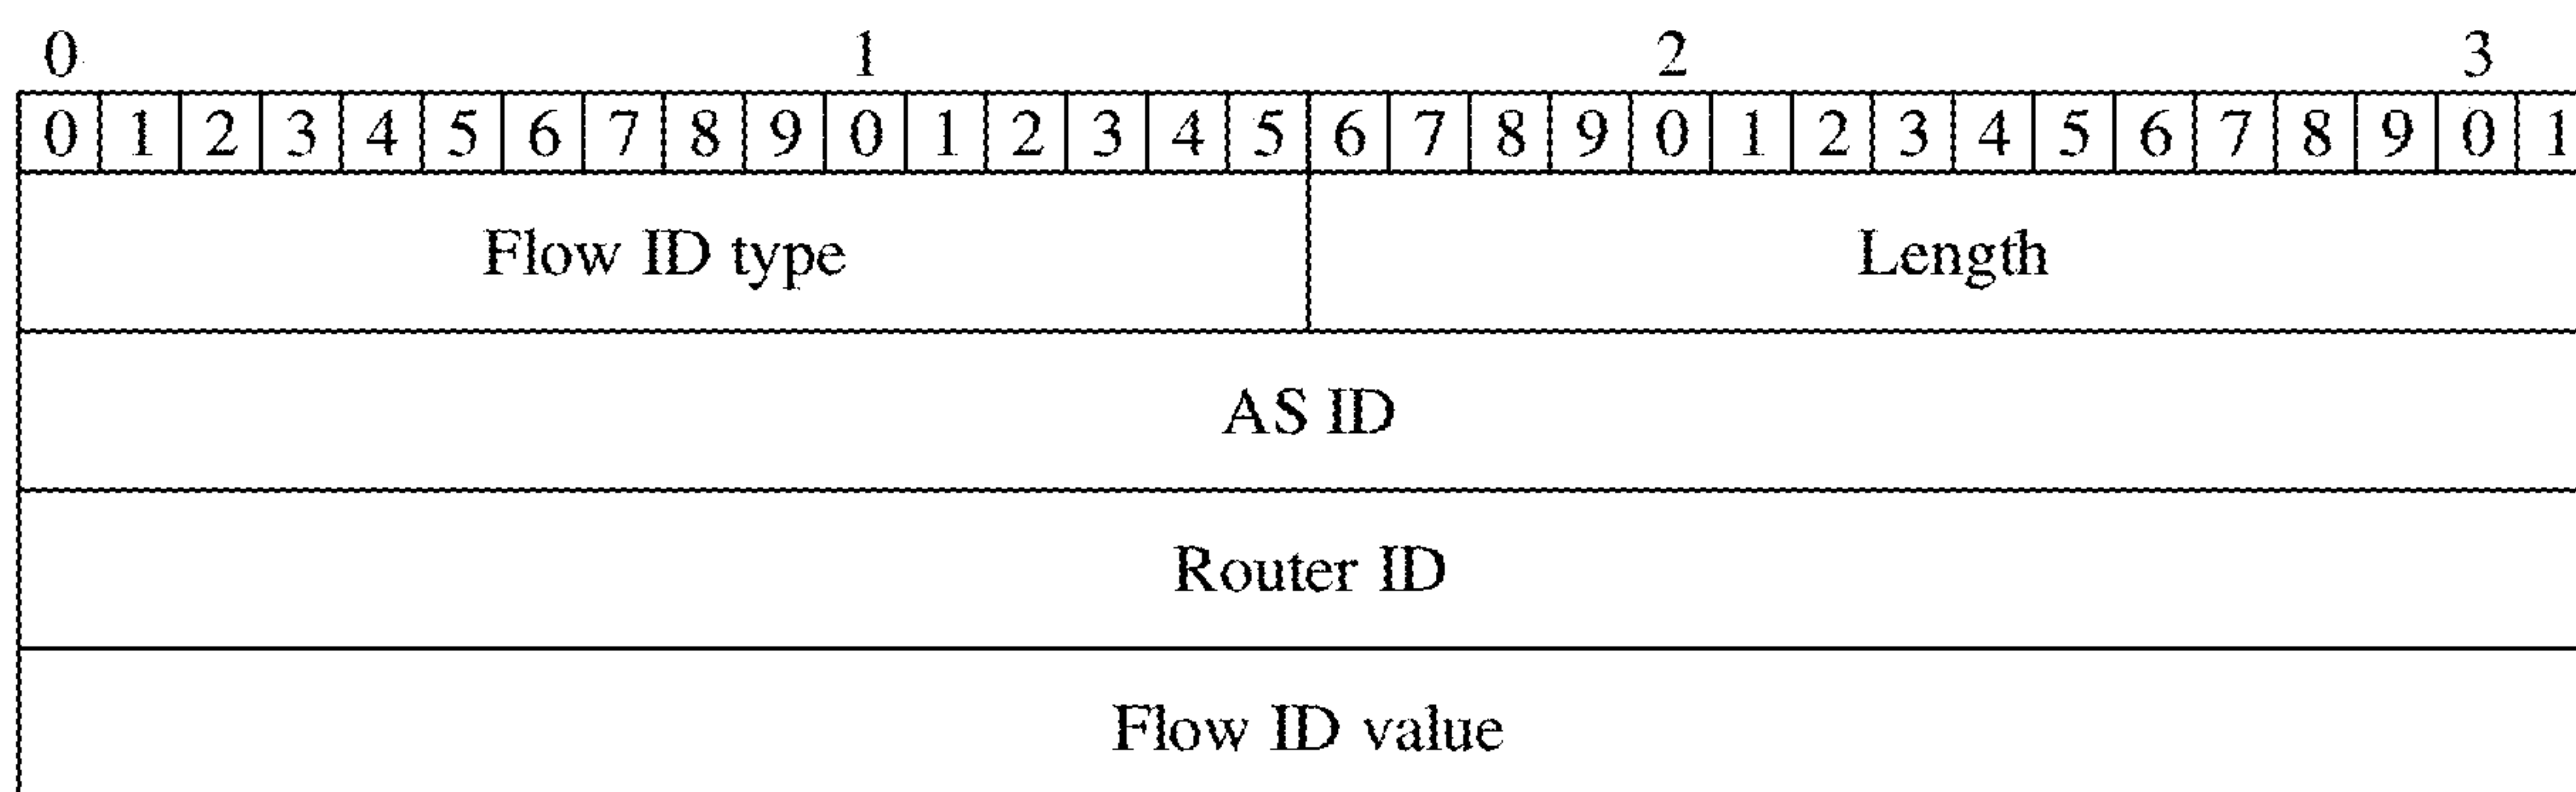 0 1 2 3
0 1 2 3 4 5 6 7 8 9 0 1 2 3 4 5 6 7 8 9 0 1 2 3 4 5 6 7 8 9 0 1
Flow ID type Length
AS ID
Router ID
Flow ID value